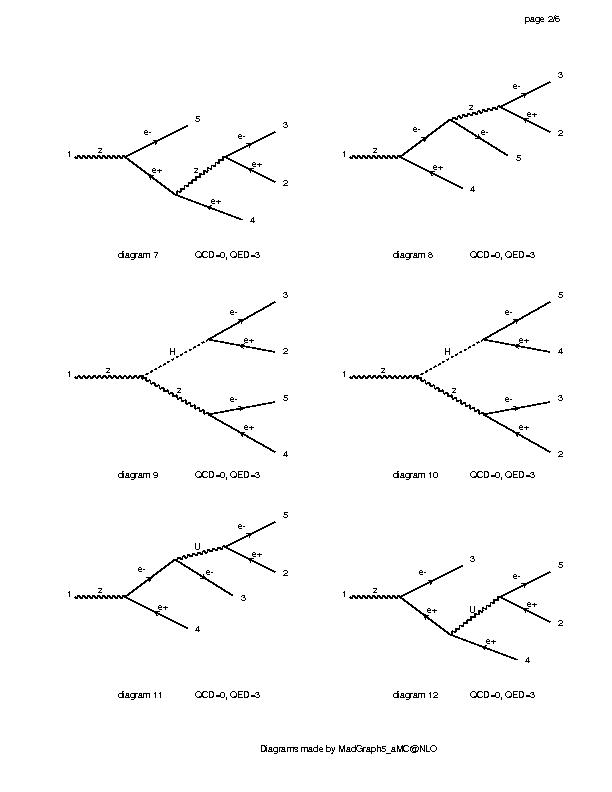 page 2/6
1
z
e-
5
e+
z
e-
3
e+
2
e+
4
diagram 7 QCD=0, QED=3
1
z
e-
z
e-
3
e+
2
e-
5
e+
4
diagram 8 QCD=0, QED=3
1
z
H
e-
3
e+
2
z
e-
5
e+
4
diagram 9 QCD=0, QED=3
1
z
H
e-
5
e+
4
z
e-
3
e+
2
diagram 10 QCD=0, QED=3
1
z
e-
U
e-
5
e+
2
e-
3
e+
4
diagram 11 QCD=0, QED=3
1
z
e-
3
e+
U
e-
5
e+
2
e+
4
diagram 12 QCD=0, QED=3
Diagrams made by MadGraph5_aMC@NLO